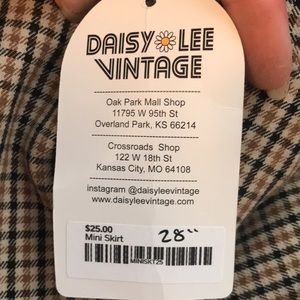 DAISY LEE
VINTAGE
Oak Park Mall Shop
11795 W 95th St
Overland Park, KS 66214
Crossroads Shop
122 W 18th St
Kansas City, MO 64108
instagram @daisyleevintage
www.daisyleevintage.com
$25.00
Mini Skirt
28"
MINISKT25